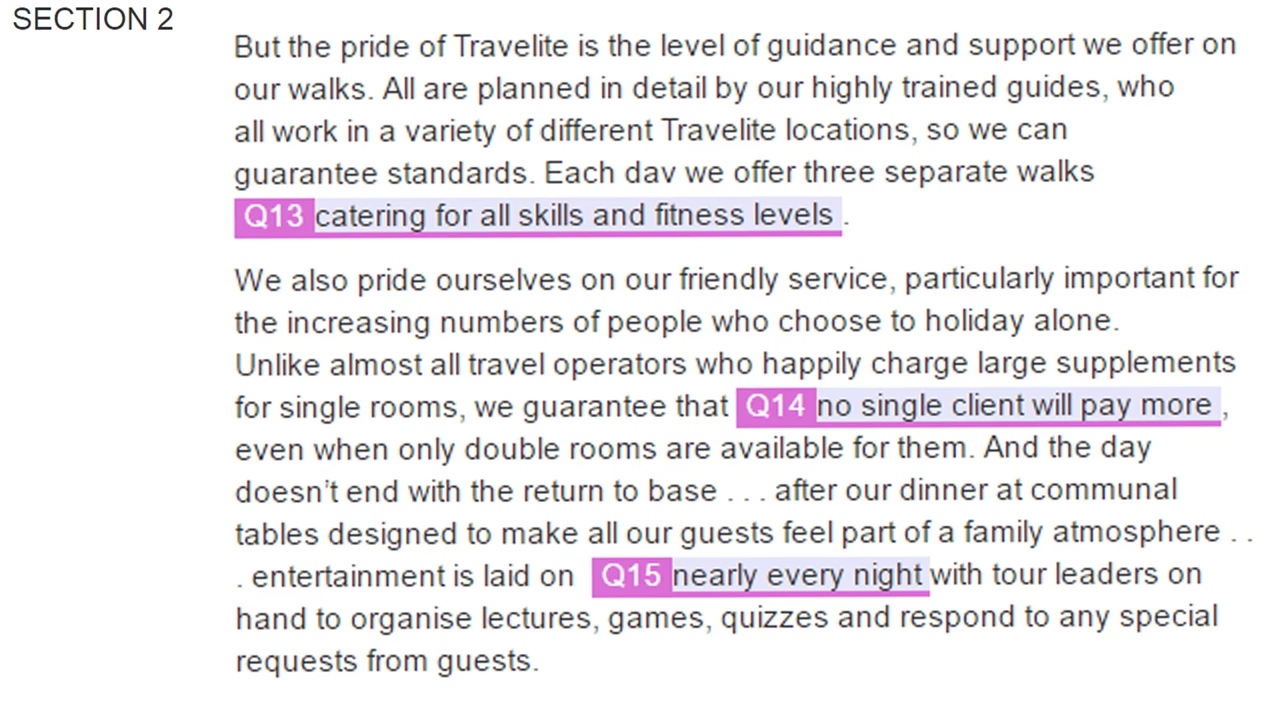 SECTION 2
But the pride of Travelite is the level of guidance and support we offer on
our walks. All are planned in detail by our highly trained guides, who
all work in a variety of different Travelite locations, so we can
guarantee standards. Each dav we offer three separate walks
Q13 catering for all skills and fitness levels .
We also pride ourselves on our friendly service, particularly important for
the increasing numbers of people who choose to holiday alone.
Unlike almost all travel operators who happily charge large supplements
for single rooms, we guarantee that Q14 no single client will pay more ,
even when only double rooms are available for them. And the day
doesn’t end with the return to base . . . after our dinner at communal
tables designed to make all our guests feel part of a family atmosphere . .
. entertainment is laid on Q15 nearly every night with tour leaders on
hand to organise lectures, games, quizzes and respond to any special
requests from guests.